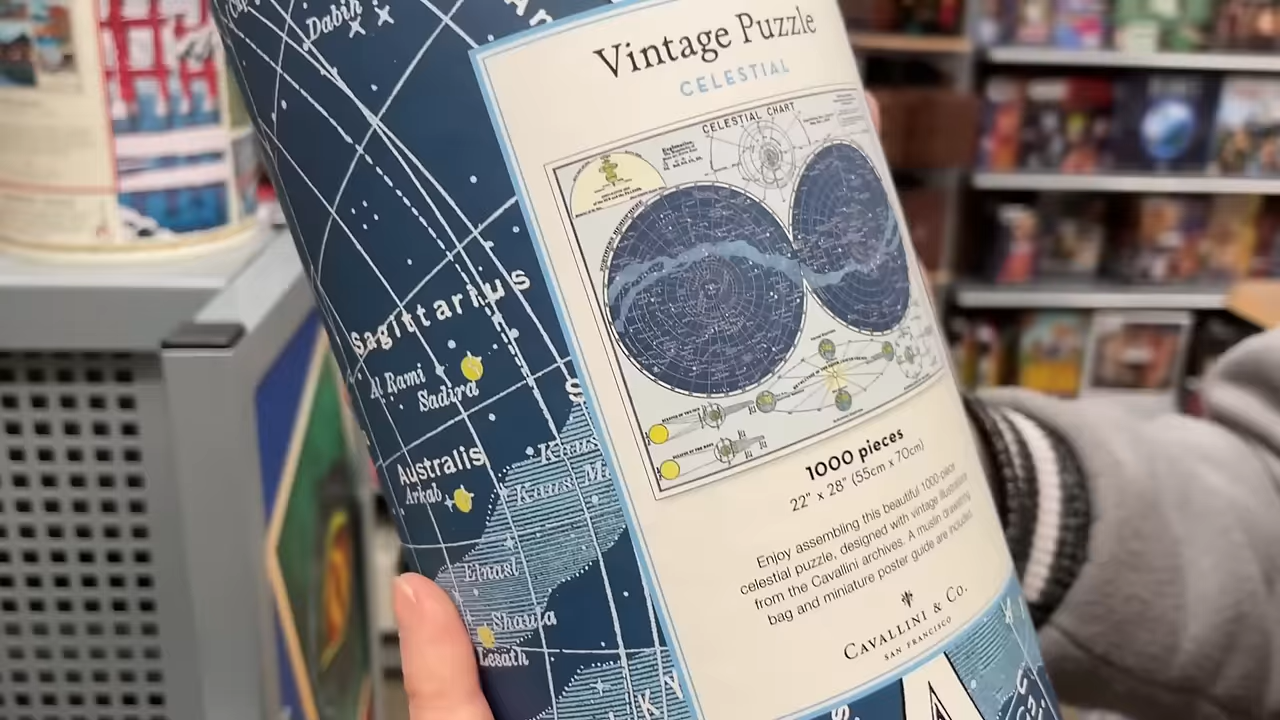 Dabih
Vintage Puzzle
CELESTIAL
CELESTIAL CHART
Sagittarius
Al Rami
Sadira
Australis
Arkab
Kaus
Kaus M
Elnasl
Shaula
Lesath
1000 pieces
22" x 28" (55cm x 70cm)
Enjoy assembling this beautiful 1000-piece
celestial puzzle, designed with vintage illustrations
from the Cavallini archives. A muslin drawstring
bag and miniature poster guide are included.
CAVALLINI & Co.
SAN FRANCISCO